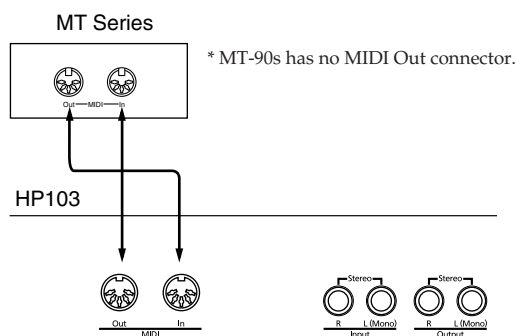 MT Series
* MT-90s has no MIDI Out connector.
Out MIDI In
HP103
Stereo Stereo
Out In R L (Mono) R L (Mono)
MIDI Input Output